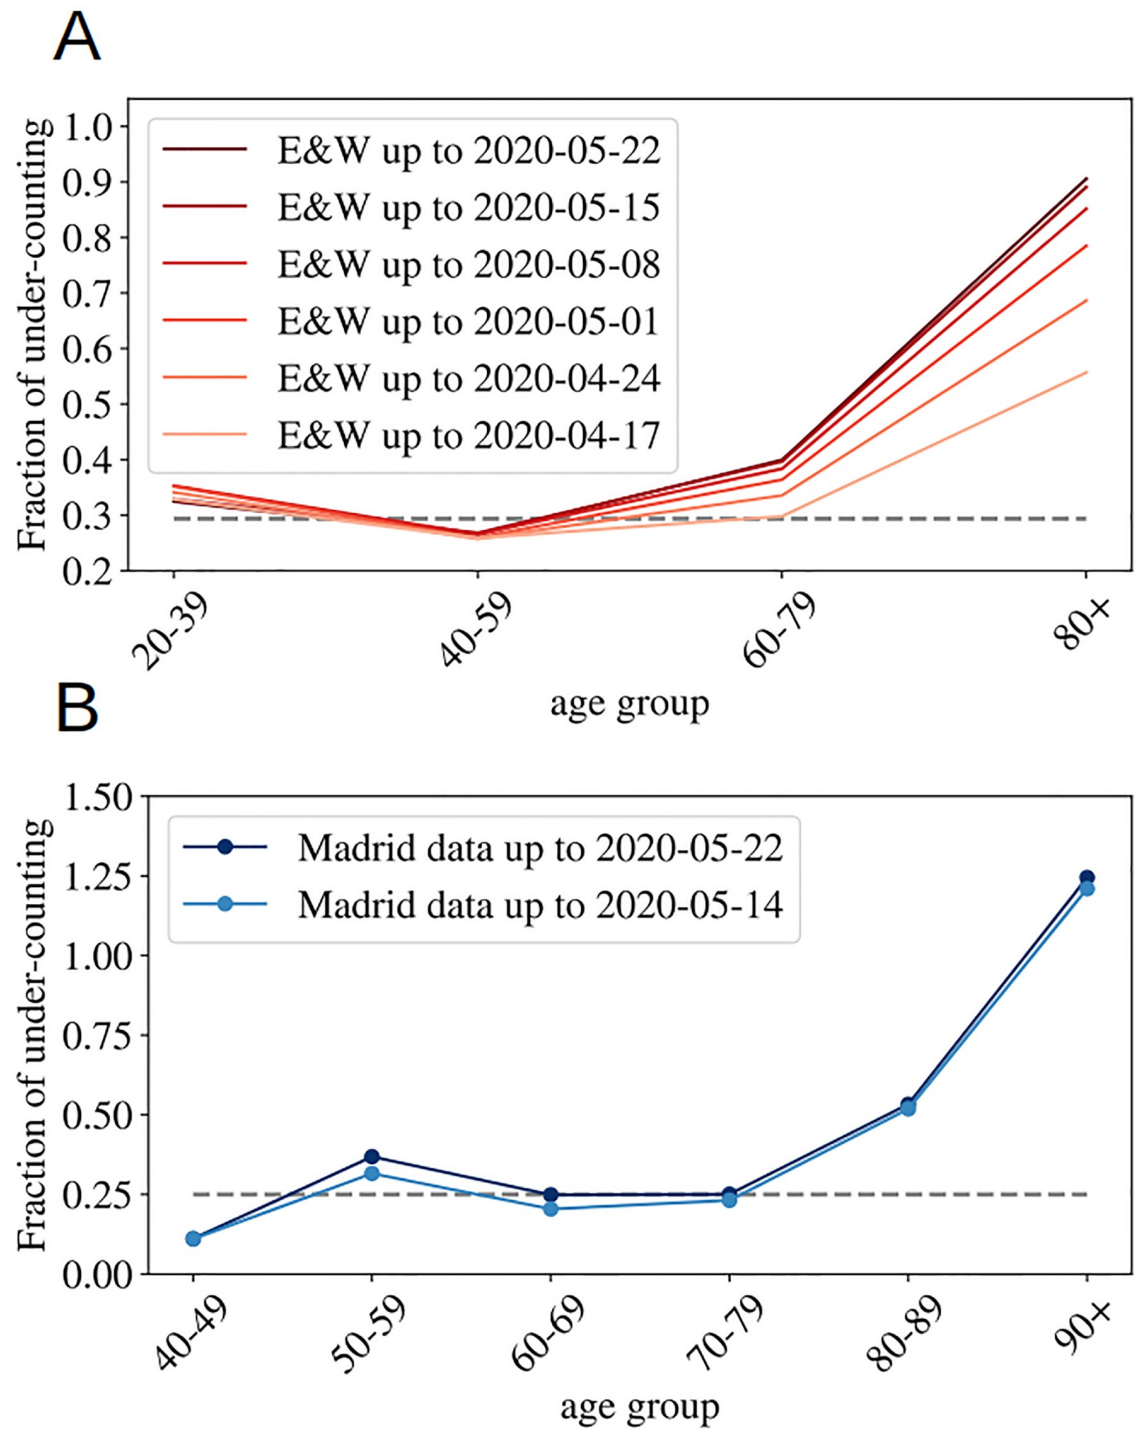 A
Fraction of under-counting
1.0
0.9
0.8
0.7
0.6
0.5
0.4
0.3
0.2
E&W up to 2020-05-22
E&W up to 2020-05-15
E&W up to 2020-05-08
E&W up to 2020-05-01
E&W up to 2020-04-24
E&W up to 2020-04-17
20-39
40-59
60-79
80+
age group
B
Fraction of under-counting
1.50
1.25
1.00
0.75
0.50
0.25
0.00
Madrid data up to 2020-05-22
Madrid data up to 2020-05-14
40-49
50-59
60-69
70-79
80-89
90+
age group